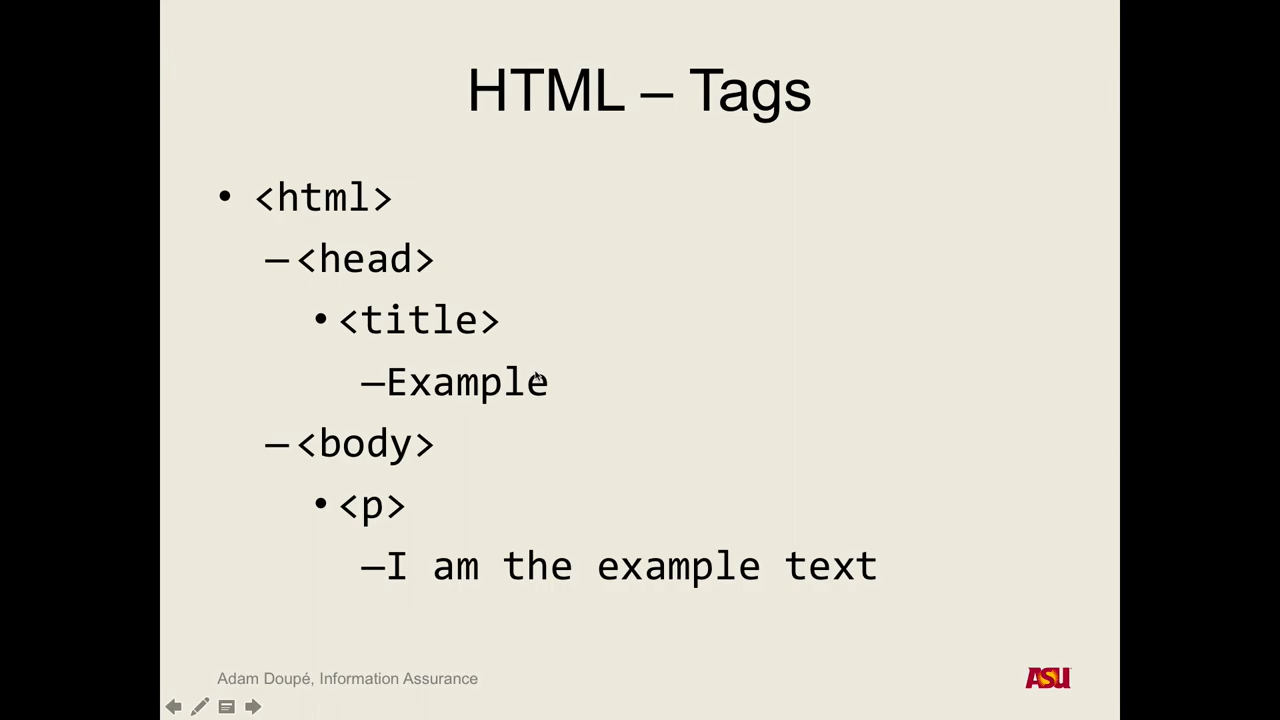 HTML – Tags
• <html>
–<head>
•<title>
–Example
–<body>
•<p>
–I am the example text
Adam Doupé, Information Assurance
ASU